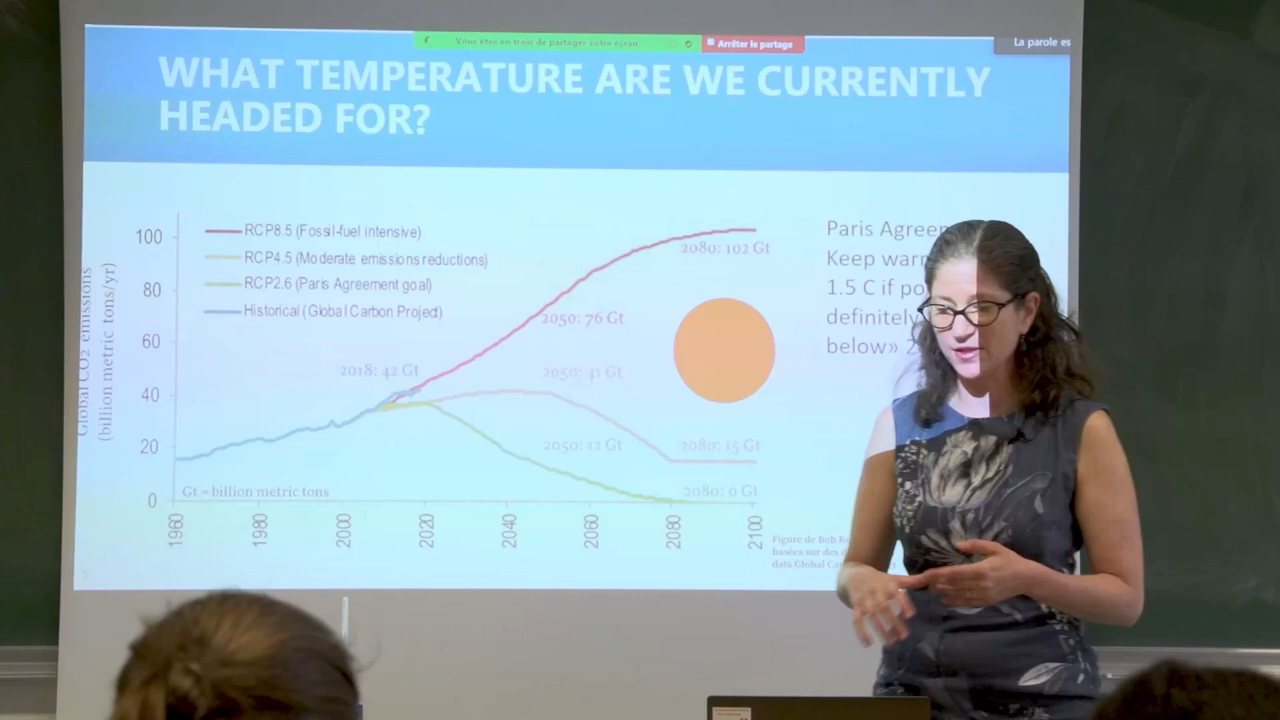 Vous êtes en train de partager votre écran
Arrêter le partage
La parole es
WHAT TEMPERATURE ARE WE CURRENTLY
HEADED FOR?
Global CO2 emissions
(billion metric tons/yr)
100
80
60
40
20
0
RCP8.5 (Fossil-fuel intensive)
RCP4.5 (Moderate emissions reductions)
RCP2.6 (Paris Agreement goal)
Historical (Global Carbon Project)
2080: 102 Gt
2050: 76 Gt
2018: 42 Gt
2050: 41 Gt
2050: 12 Gt
2080: 15 Gt
2080: 0 Gt
Gt = billion metric tons
1960
1980
2000
2020
2040
2060
2080
2100
Paris Agreem
Keep warm
1.5 C if po
definitely
below» 2
Figure de Bob
basées sur des d
data Global Ca